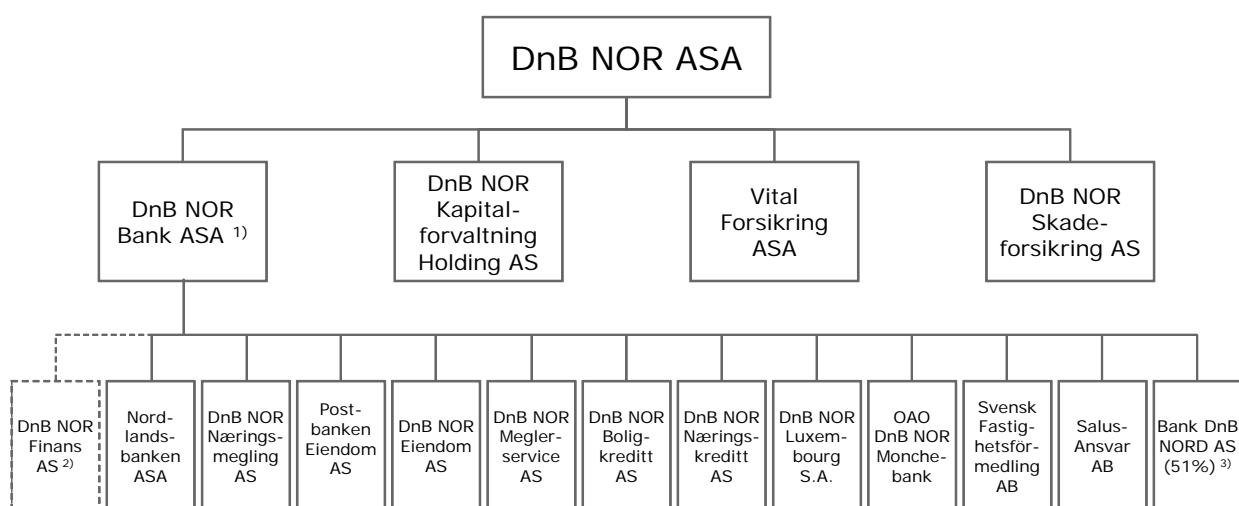 DnB NOR ASA
DnB NOR
Bank ASA 1)
DnB NOR
Kapital-
forvaltning
Holding AS
Vital
Forsikring
ASA
DnB NOR
Skade-
forsikring AS
DnB NOR
Finans
AS 2)
Nord-
lands-
banken
ASA
DnB NOR
Nærings-
megling
AS
Post-
banken
Eiendom
AS
DnB NOR
Eiendom
AS
DnB NOR
Megler-
service
AS
DnB NOR
Bolig-
kreditt
AS
DnB NOR
Nærings-
kreditt
AS
DnB NOR
Luxem-
bourg
S.A.
OAO
DnB NOR
Monche-
bank
Svensk
Fastig-
hetsför-
medling
AB
Salus-
Ansvar
AB
Bank DnB
NORD AS
(51%) 3)